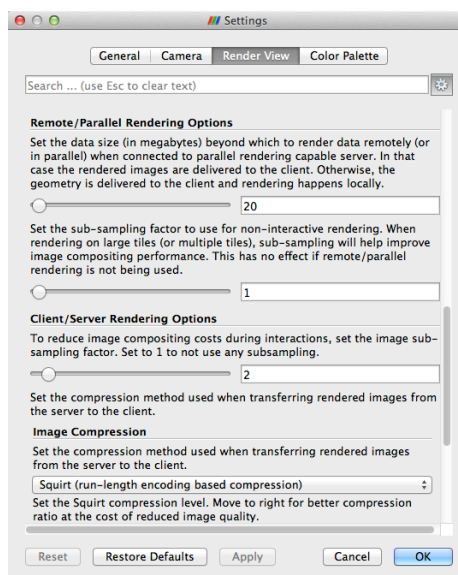 Settings
General Camera Render View Color Palette
Search ... (use Esc to clear text)
Remote/Parallel Rendering Options
Set the data size (in megabytes) beyond which to render data remotely (or
in parallel) when connected to parallel rendering capable server. In that
case the rendered images are delivered to the client. Otherwise, the
geometry is delivered to the client and rendering happens locally.
20
Set the sub-sampling factor to use for non-interactive rendering. When
rendering on large tiles (or multiple tiles), sub-sampling will help improve
image compositing performance. This has no effect if remote/parallel
rendering is not being used.
1
Client/Server Rendering Options
To reduce image compositing costs during interactions, set the image sub-
sampling factor. Set to 1 to not use any subsampling.
2
Set the compression method used when transferring rendered images from
the server to the client.
Image Compression
Set the compression method used when transferring rendered images
from the server to the client.
Squirt (run-length encoding based compression)
Set the Squirt compression level. Move to right for better compression
ratio at the cost of reduced image quality.
Reset Restore Defaults Apply Cancel OK